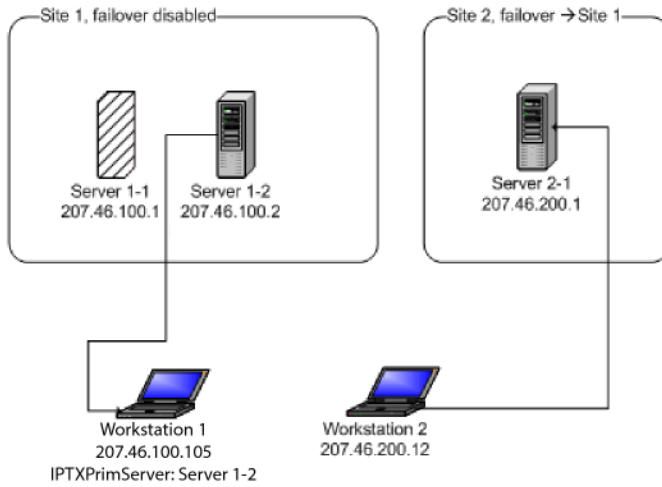 Site 1, failover disabled
Site 2, failover → Site 1
Server 1-1
207.46.100.1
Server 1-2
207.46.100.2
Server 2-1
207.46.200.1
Workstation 1
207.46.100.105
IPTXPrimServer: Server 1-2
Workstation 2
207.46.200.12